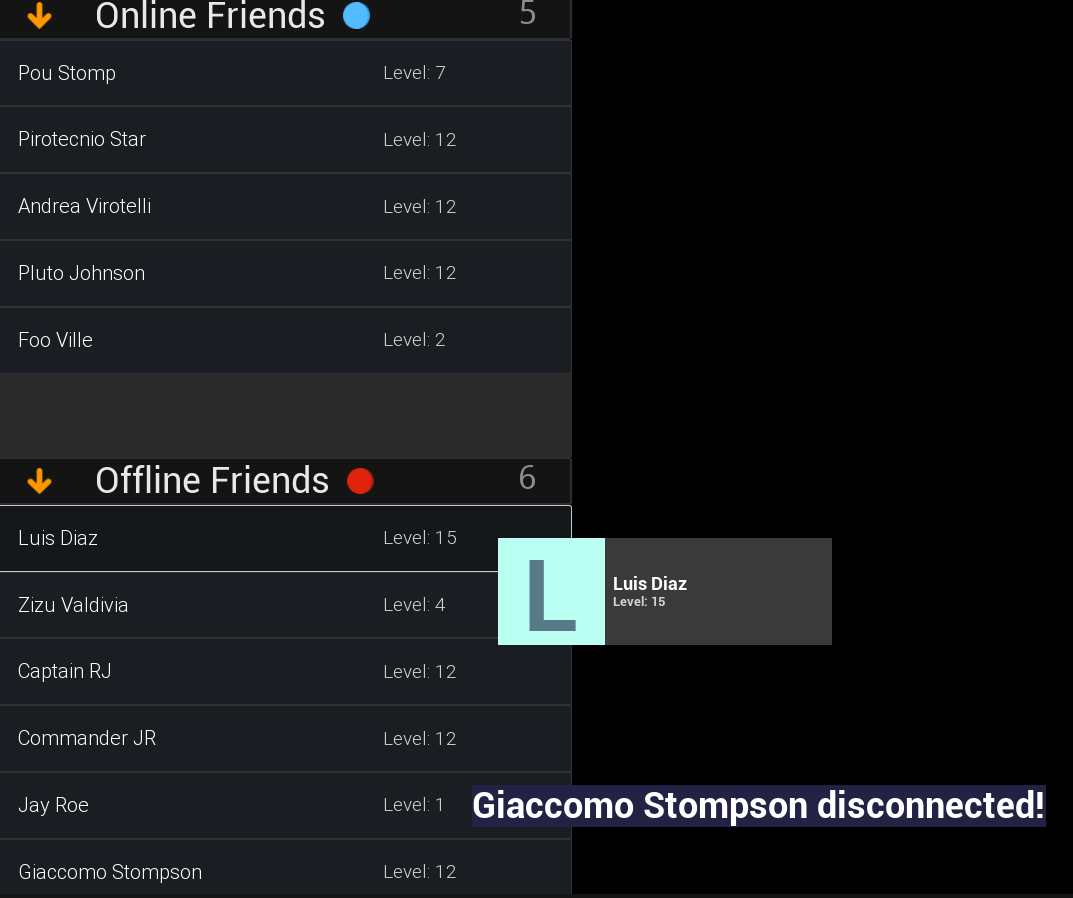 Online Friends 5
Pou Stomp Level: 7
Pirotecnio Star Level: 12
Andrea Virotelli Level: 12
Pluto Johnson Level: 12
Foo Ville Level: 2
Offline Friends 6
Luis Diaz Level: 15
L
Luis Diaz
Level: 15
Zizu Valdivia Level: 4
Captain RJ Level: 12
Commander JR Level: 12
Jay Roe Level: 1
Giaccomo Stompson disconnected!
Giaccomo Stompson Level: 12